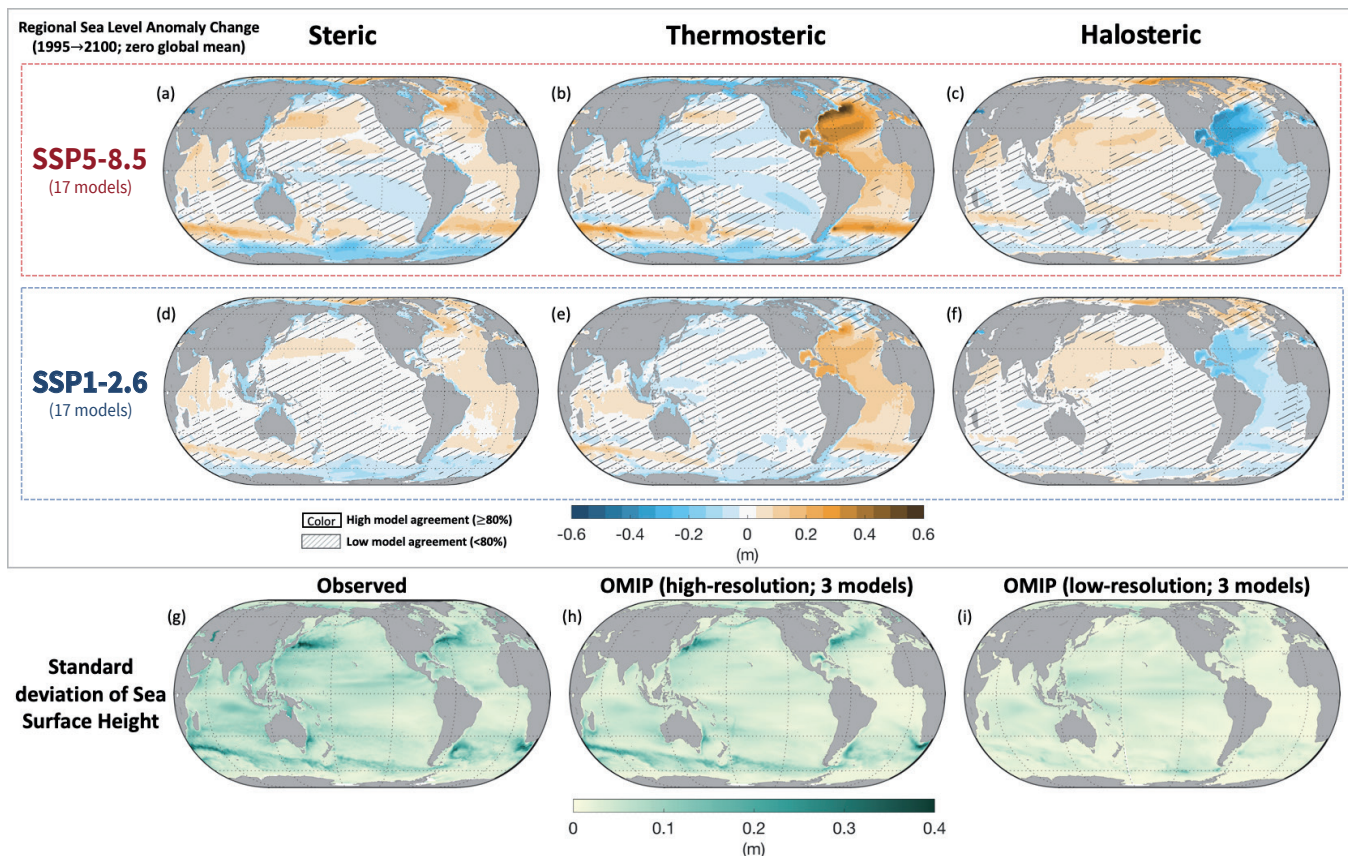 Regional Sea Level Anomaly Change
(1995→2100; zero global mean)
Steric
Thermosteric
Halosteric
(a)
(b)
(c)
SSP5-8.5
(17 models)
(d)
(e)
(f)
SSP1-2.6
(17 models)
Color High model agreement (≥80%)
Low model agreement (<80%)
-0.6 -0.4 -0.2 0 0.2 0.4 0.6
(m)
Observed
OMIP (high-resolution; 3 models)
OMIP (low-resolution; 3 models)
(g)
(h)
(i)
Standard
deviation of Sea
Surface Height
0 0.1 0.2 0.3 0.4
(m)